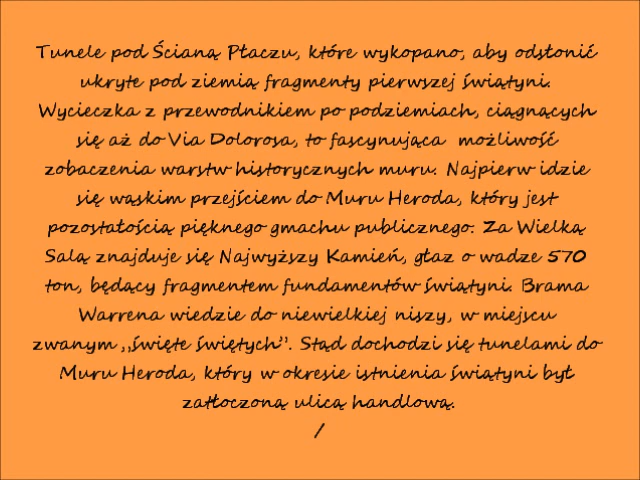 Tunele pod Ścianą Płaczu, które wykopano, aby odsłonić
ukryte pod ziemią fragmenty pierwszej świątyni.
Wycieczka z przewodnikiem po podziemiach, ciągnących
się aż do Via Dolorosa, to fascynująca możliwość
zobaczenia warstw historycznych muru. Najpierw idzie
się wąskim przejściem do Muru Heroda, który jest
pozostałością pięknego gmachu publicznego. Za Wielką
Salą znajduje się Najwyższy Kamień, głaz o wadze 570
ton, będący fragmentem fundamentów świątyni. Brama
Warrena wiedzie do niewielkiej niszy, w miejscu
zwanym „święte świętych”. Stąd dochodzi się tunelami do
Muru Heroda, który w okresie istnienia świątyni był
zatłoczoną ulicą handlową.
/